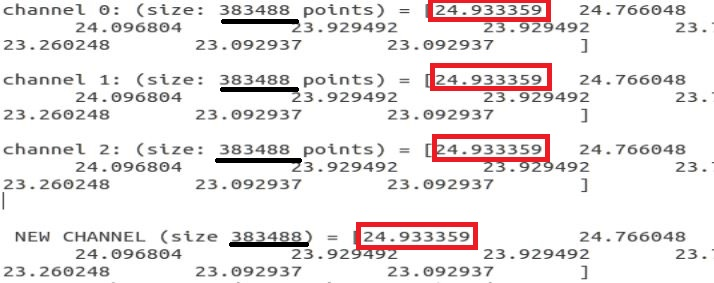 channel 0: (size: 383488 points) = [24.933359 24.766048
24.096804 23.929492 23.929492 23.7
23.260248 23.092937 23.092937 ]
channel 1: (size: 383488 points) = [24.933359 24.766048
24.096804 23.929492 23.929492 23.7
23.260248 23.092937 23.092937 ]
channel 2: (size: 383488 points) = [24.933359 24.766048
24.096804 23.929492 23.929492 23.7
23.260248 23.092937 23.092937 ]
NEW CHANNEL (size 383488) = [24.933359 24.766048
24.096804 23.929492 23.929492 23.7
23.260248 23.092937 23.092937 ]